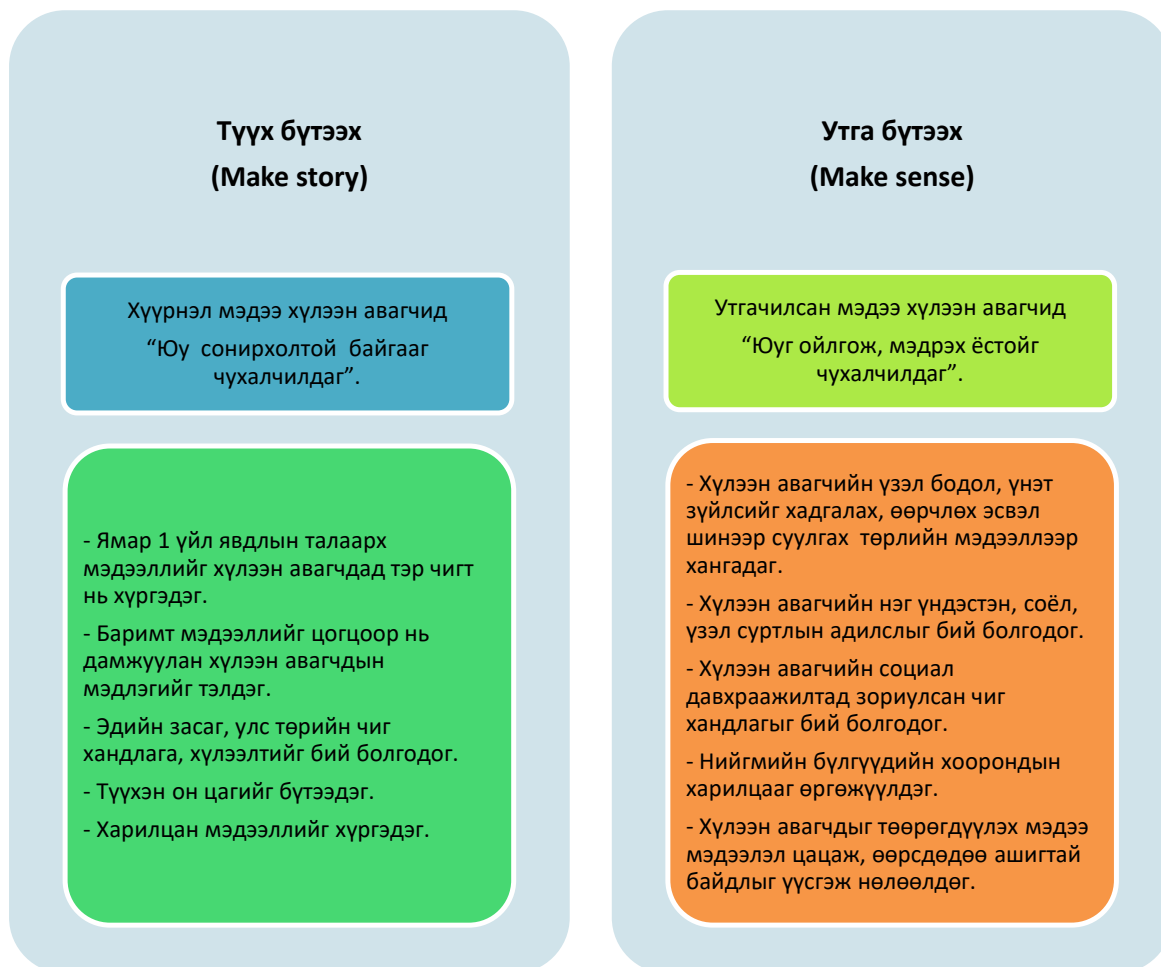 Түүх бүтээх
(Make story)
Хүүрнэл мэдээ хүлээн авагчид
“Юу сонирхолтой байгааг
чухалчилдаг”.
- Ямар 1 үйл явдлын талаарх
мэдээллийг хүлээн авагчдад тэр чигт
нь хүргэдэг.
- Баримт мэдээллийг цогцоор нь
дамжуулан хүлээн авагчдын
мэдлэгийг тэлдэг.
- Эдийн засаг, улс төрийн чиг
хандлага, хүлээлтийг бий болгодог.
- Түүхэн он цагийг бүтээдэг.
- Харилцан мэдээллийг хүргэдэг.
Утга бүтээх
(Make sense)
Утгачилсан мэдээ хүлээн авагчид
“Юуг ойлгож, мэдрэх ёстойг
чухалчилдаг”.
- Хүлээн авагчийн үзэл бодол, үнэт
зүйлсийг хадгалах, өөрчлөх эсвэл
шинээр суулгах төрлийн мэдээллээр
хангадаг.
- Хүлээн авагчийн нэг үндэстэн, соёл,
үзэл суртлын адилслыг бий болгодог.
- Хүлээн авагчийн социал
давхраажилтад зориулсан чиг
хандлагыг бий болгодог.
- Нийгмийн бүлгүүдийн хоорондын
харилцааг өргөжүүлдэг.
- Хүлээн авагчдыг төөрөгдүүлэх мэдээ
мэдээлэл цацаж, өөрсдөдөө ашигтай
байдлыг үүсгэж нөлөөлдөг.